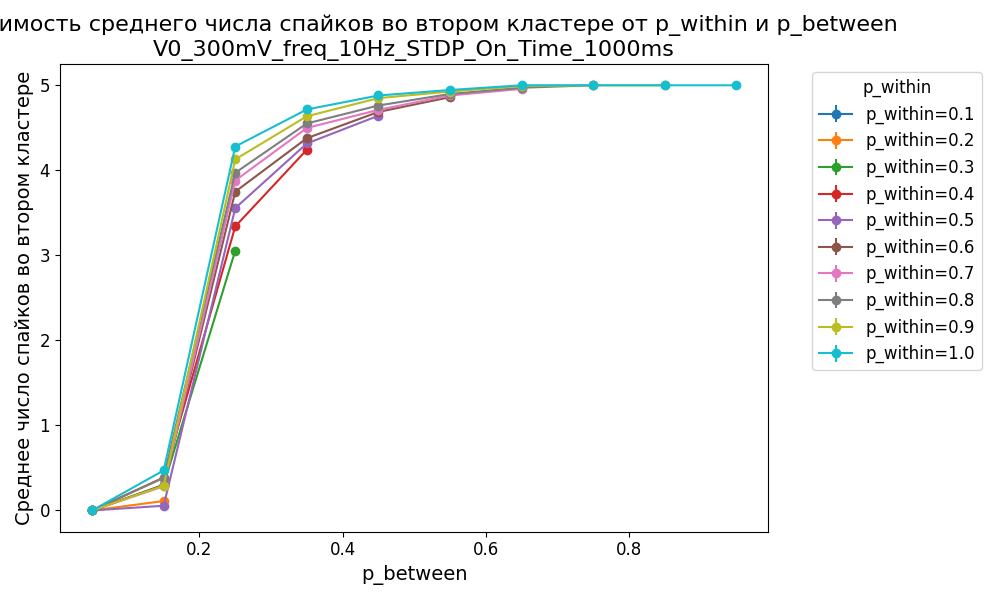 имость среднего числа спайков во втором кластере от p_within и p_between
V0_300mV_freq_10Hz_STDP_On_Time_1000ms
Среднее число спайков во втором кластере
5
4
3
2
1
0
0.2
0.4
0.6
0.8
p_between
p_within
p_within=0.1
p_within=0.2
p_within=0.3
p_within=0.4
p_within=0.5
p_within=0.6
p_within=0.7
p_within=0.8
p_within=0.9
p_within=1.0